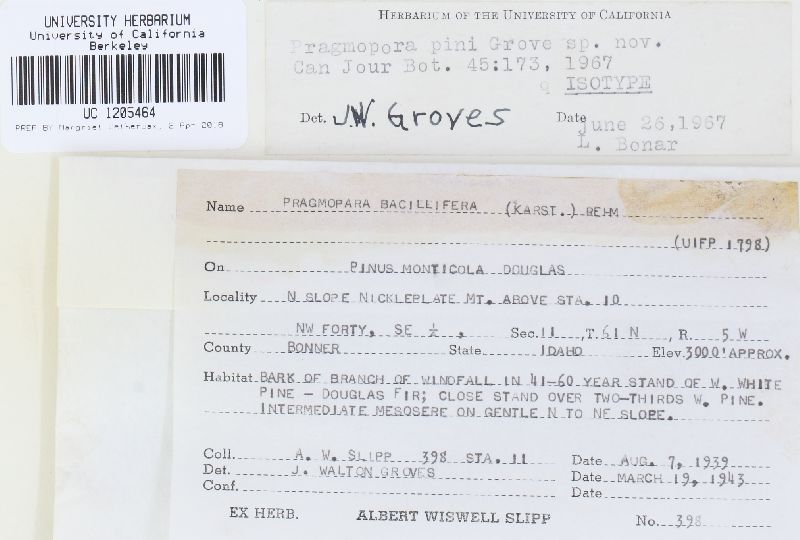 UNIVERSITY HERBARIUM
University of California
Berkeley
UC 1205464
HERBARIUM OF THE UNIVERSITY OF CALIFORNIA
Pragmopora pini Grove sp. nov.
Can Jour Bot. 45:173, 1967
ISOTYPE
Det. J.W. Groves Date June 26,1967
L. Bonar
Name PRAGMOPARA BACILLIFERA (KARST.) REHM
(UIFP 1798)
On PINUS MONTICOLA DOUGLAS
Locality N SLOPE NICKLEPLATE MT. ABOVE STA. 10
NW FORTY, SE ¼, Sec. 11, T. 61 N, R. 5 W
County BONNER State IDAHO Elev. 3000' APPROX.
Habitat BARK OF BRANCH OF WINDFALL IN 41-60 YEAR STAND OF W. WHITE
PINE - DOUGLAS FIR; CLOSE STAND OVER TWO-THIRDS W. PINE.
INTERMEDIATE MESOSERE ON GENTLE N TO NE SLOPE.
Coll. A. W. SLIPP 398 STA. 11 Date AUG. 7, 1939
Det. J. WALTON GROVES Date MARCH 19, 1943
Conf. Date
EX HERB. ALBERT WISWELL SLIPP No. 398